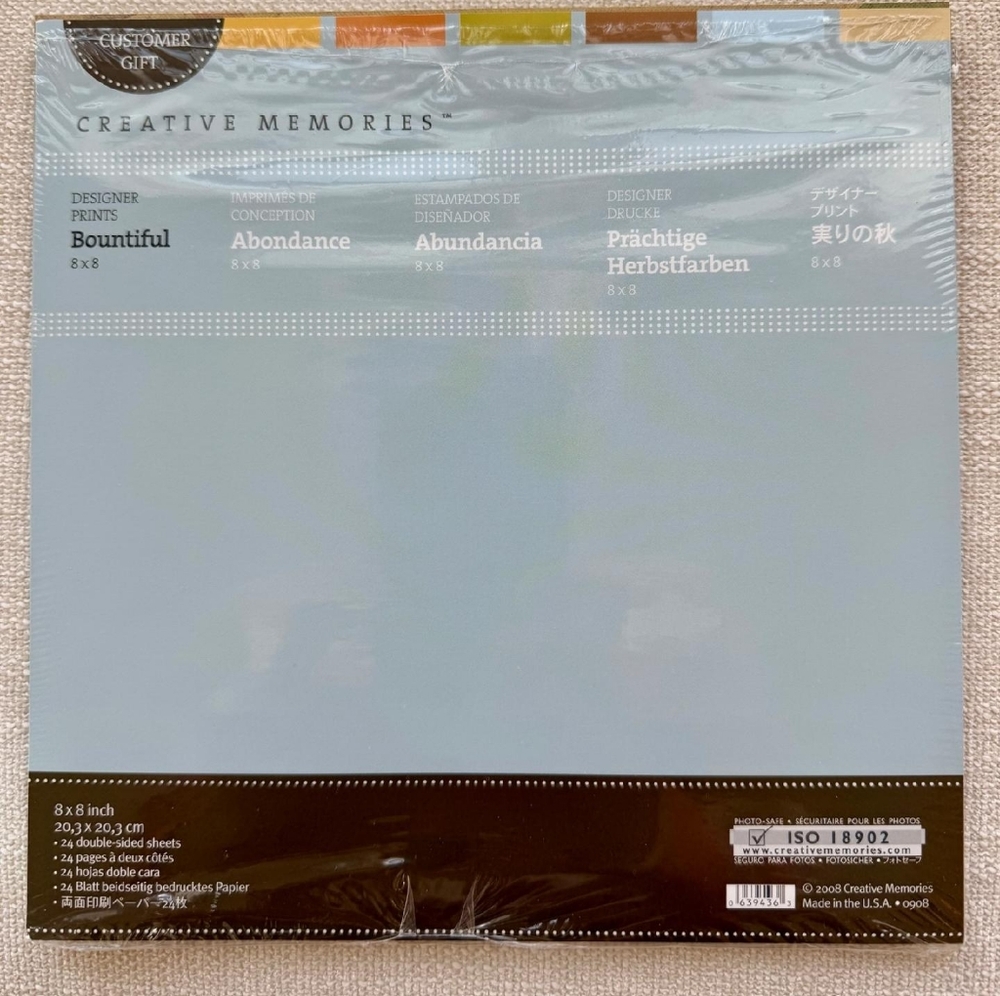 CUSTOMER
GIFT
CREATIVE MEMORIES™
DESIGNER
PRINTS
Bountiful
8 x 8
IMPRIMÉS DE
CONCEPTION
Abondance
8 x 8
ESTAMPADOS DE
DISEÑADOR
Abundancia
8 x 8
DESIGNER
DRUCKE
Prächtige
Herbstfarben
8 x 8
デザイナー
プリント
実りの秋
8 x 8
8 x 8 inch
20,3 x 20,3 cm
• 24 double-sided sheets
• 24 pages à deux côtés
• 24 hojas doble cara
• 24 Blatt beidseitig bedrucktes Papier
• 両面印刷ペーパー 24枚
PHOTO-SAFE • SÉCURITAIRE POUR LES PHOTOS
ISO 18902
www.creativememories.com
SEGURO PARA FOTOS • FOTOSICHER • フォトセーフ
0 639436 3
© 2008 Creative Memories
Made in the U.S.A. • 0908